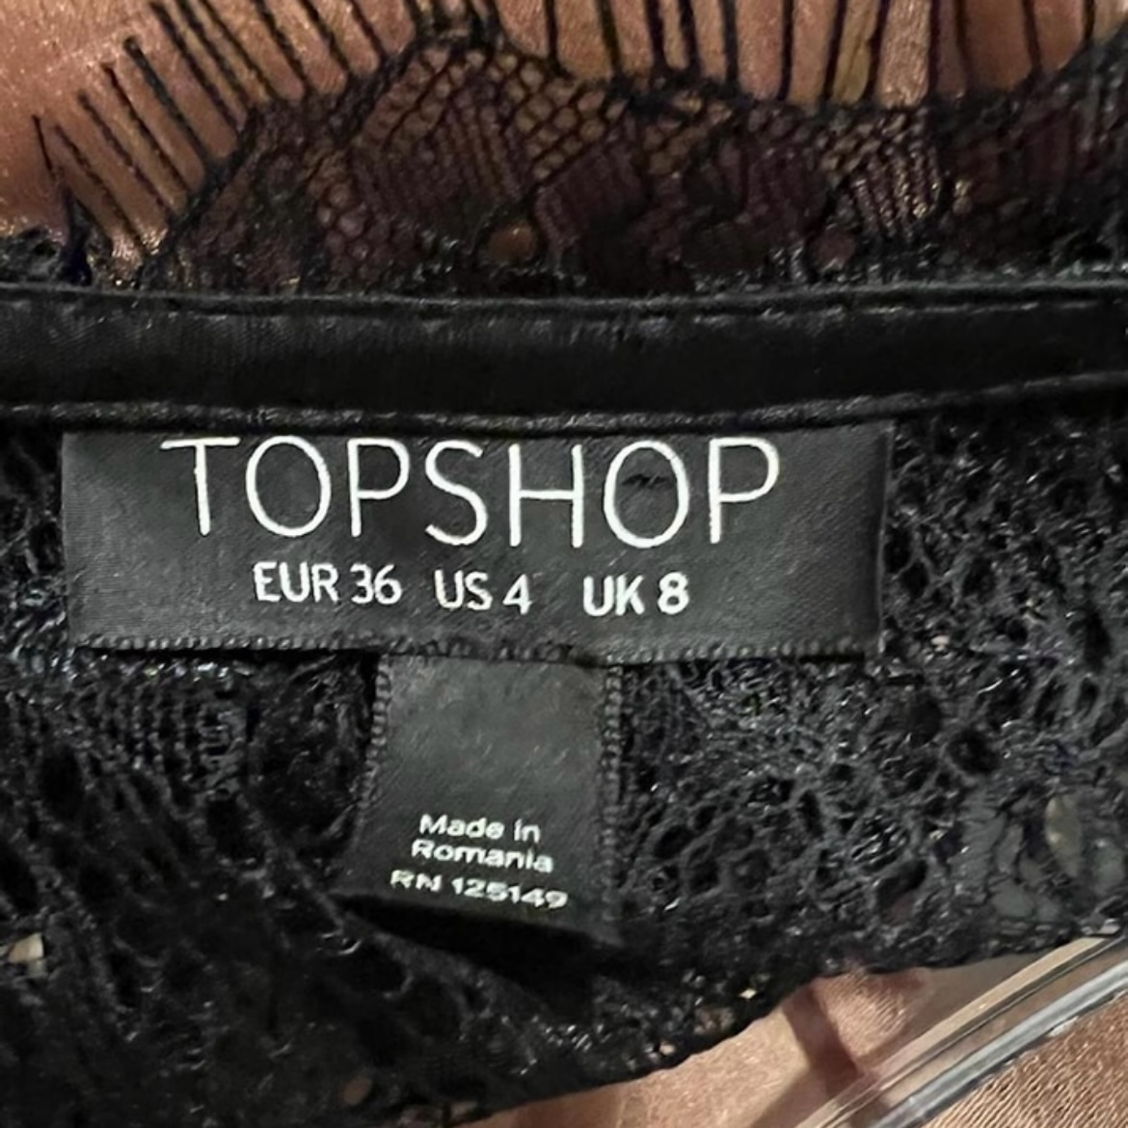 TOPSHOP
EUR 36 US 4 UK 8
Made in
Romania
RN 125149